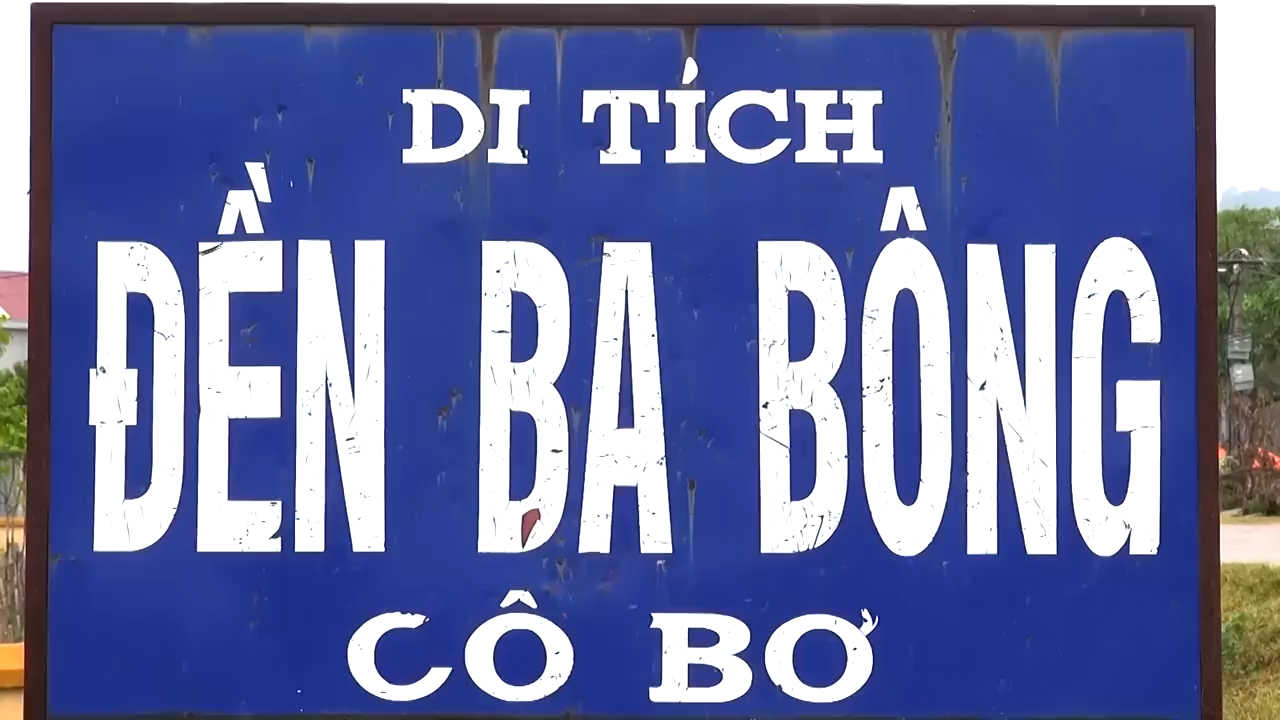 DI TÍCH
ĐỀN BA BÔNG
CÔ BƠ